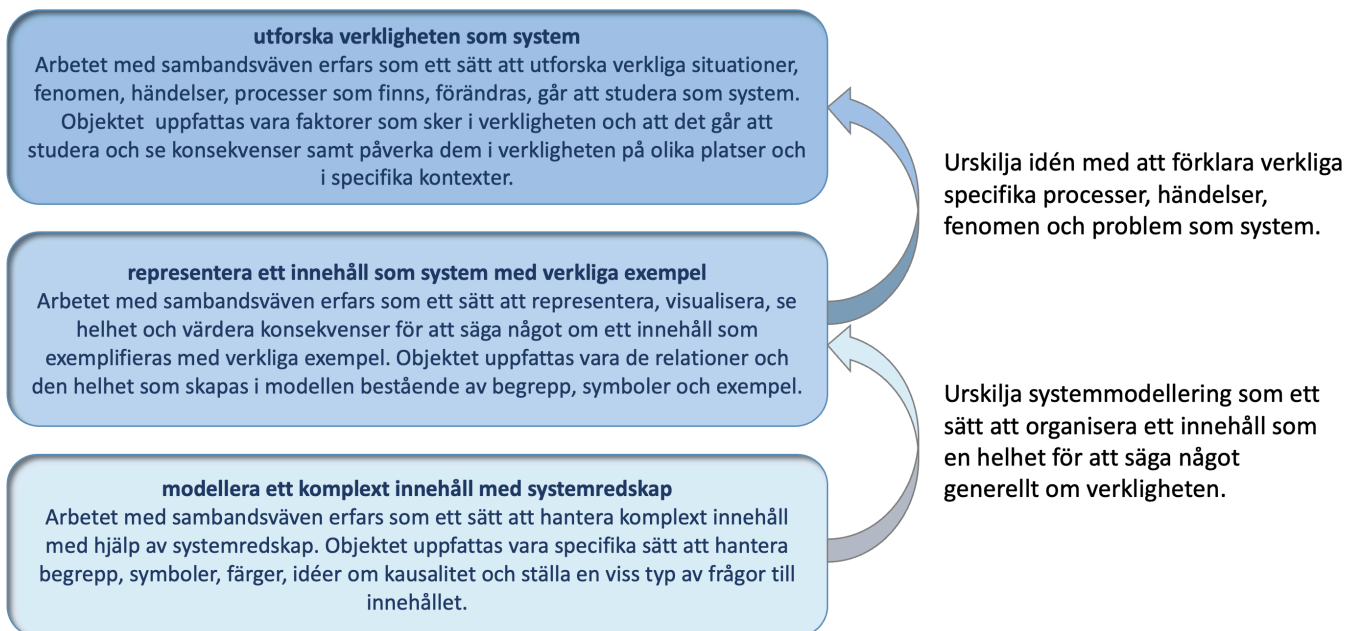 utforska verkligheten som system
Arbetet med sambandsväven erfars som ett sätt att utforska verkliga situationer,
fenomen, händelser, processer som finns, förändras, går att studera som system.
Objektet  uppfattas vara faktorer som sker i verkligheten och att det går att
studera och se konsekvenser samt påverka dem i verkligheten på olika platser och
i specifika kontexter.
Urskilja idén med att förklara verkliga
specifika processer, händelser,
fenomen och problem som system.
representera ett innehåll som system med verkliga exempel
Arbetet med sambandsväven erfars som ett sätt att representera, visualisera, se
helhet och värdera konsekvenser för att säga något om ett innehåll som
exemplifieras med verkliga exempel. Objektet uppfattas vara de relationer och
den helhet som skapas i modellen bestående av begrepp, symboler och exempel.
Urskilja systemmodellering som ett
sätt att organisera ett innehåll som
en helhet för att säga något
generellt om verkligheten.
modellera ett komplext innehåll med systemredskap
Arbetet med sambandsväven erfars som ett sätt att hantera komplext innehåll
med hjälp av systemredskap. Objektet uppfattas vara specifika sätt att hantera
begrepp, symboler, färger, idéer om kausalitet och ställa en viss typ av frågor till
innehållet.